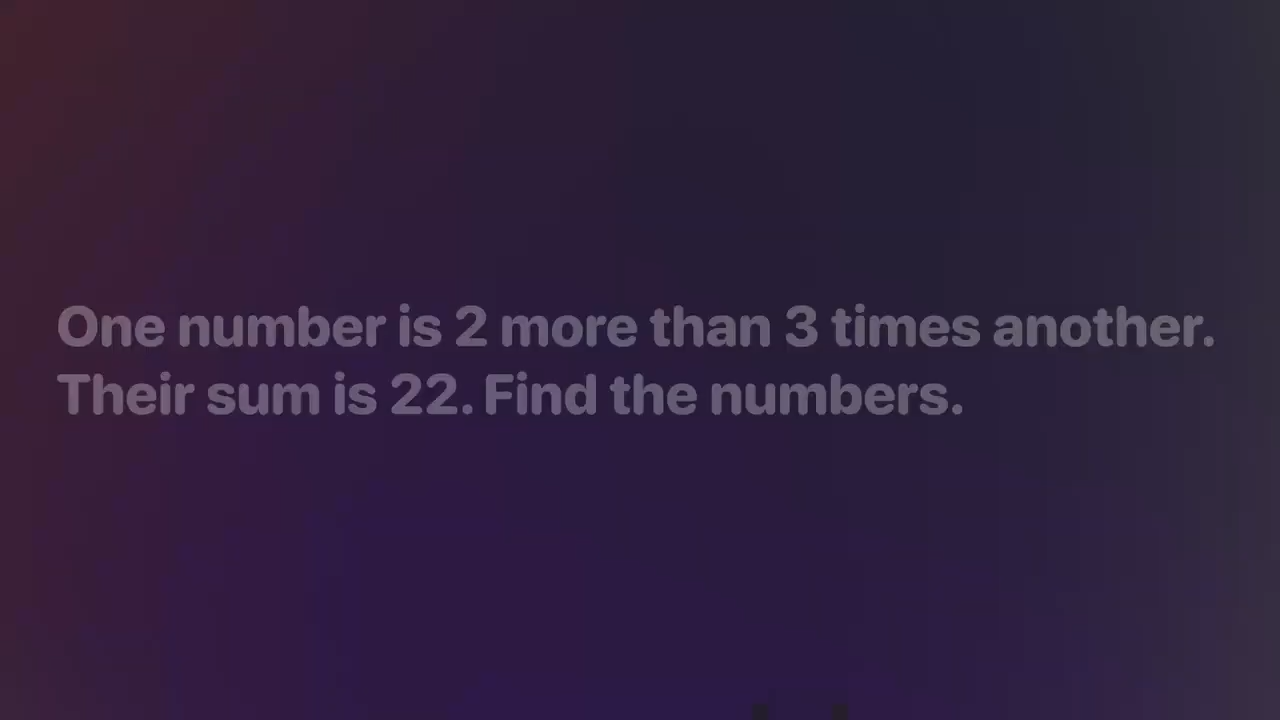 One number is 2 more than 3 times another.
Their sum is 22. Find the numbers.